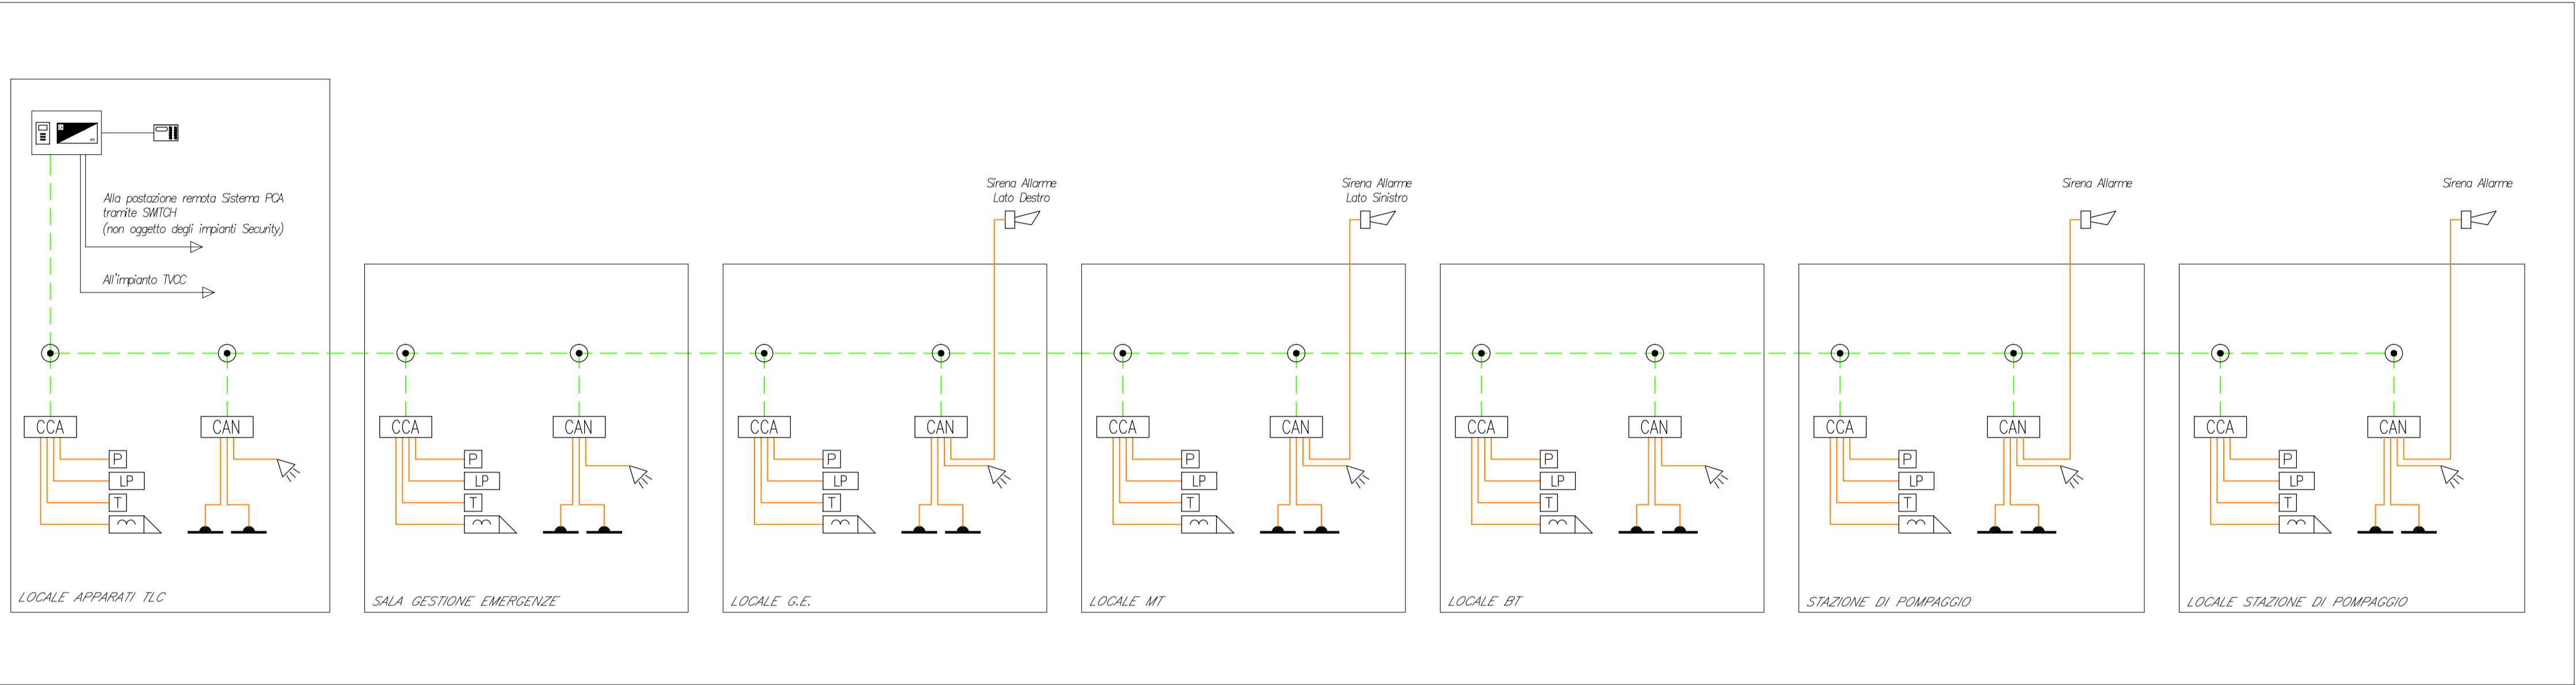 Alla postazione remota Sistema PCA
tramite SWITCH
(non oggetto degli impianti Security)
All'impianto TVCC
CCA
CAN
P
LP
T
LOCALE APPARATI TLC
CCA
CAN
P
LP
T
SALA GESTIONE EMERGENZE
Sirena Allarme
Lato Destro
CCA
CAN
P
LP
T
LOCALE G.E.
Sirena Allarme
Lato Sinistro
CCA
CAN
P
LP
T
LOCALE MT
CCA
CAN
P
LP
T
LOCALE BT
Sirena Allarme
CCA
CAN
P
LP
T
STAZIONE DI POMPAGGIO
Sirena Allarme
CCA
CAN
P
LP
T
LOCALE STAZIONE DI POMPAGGIO